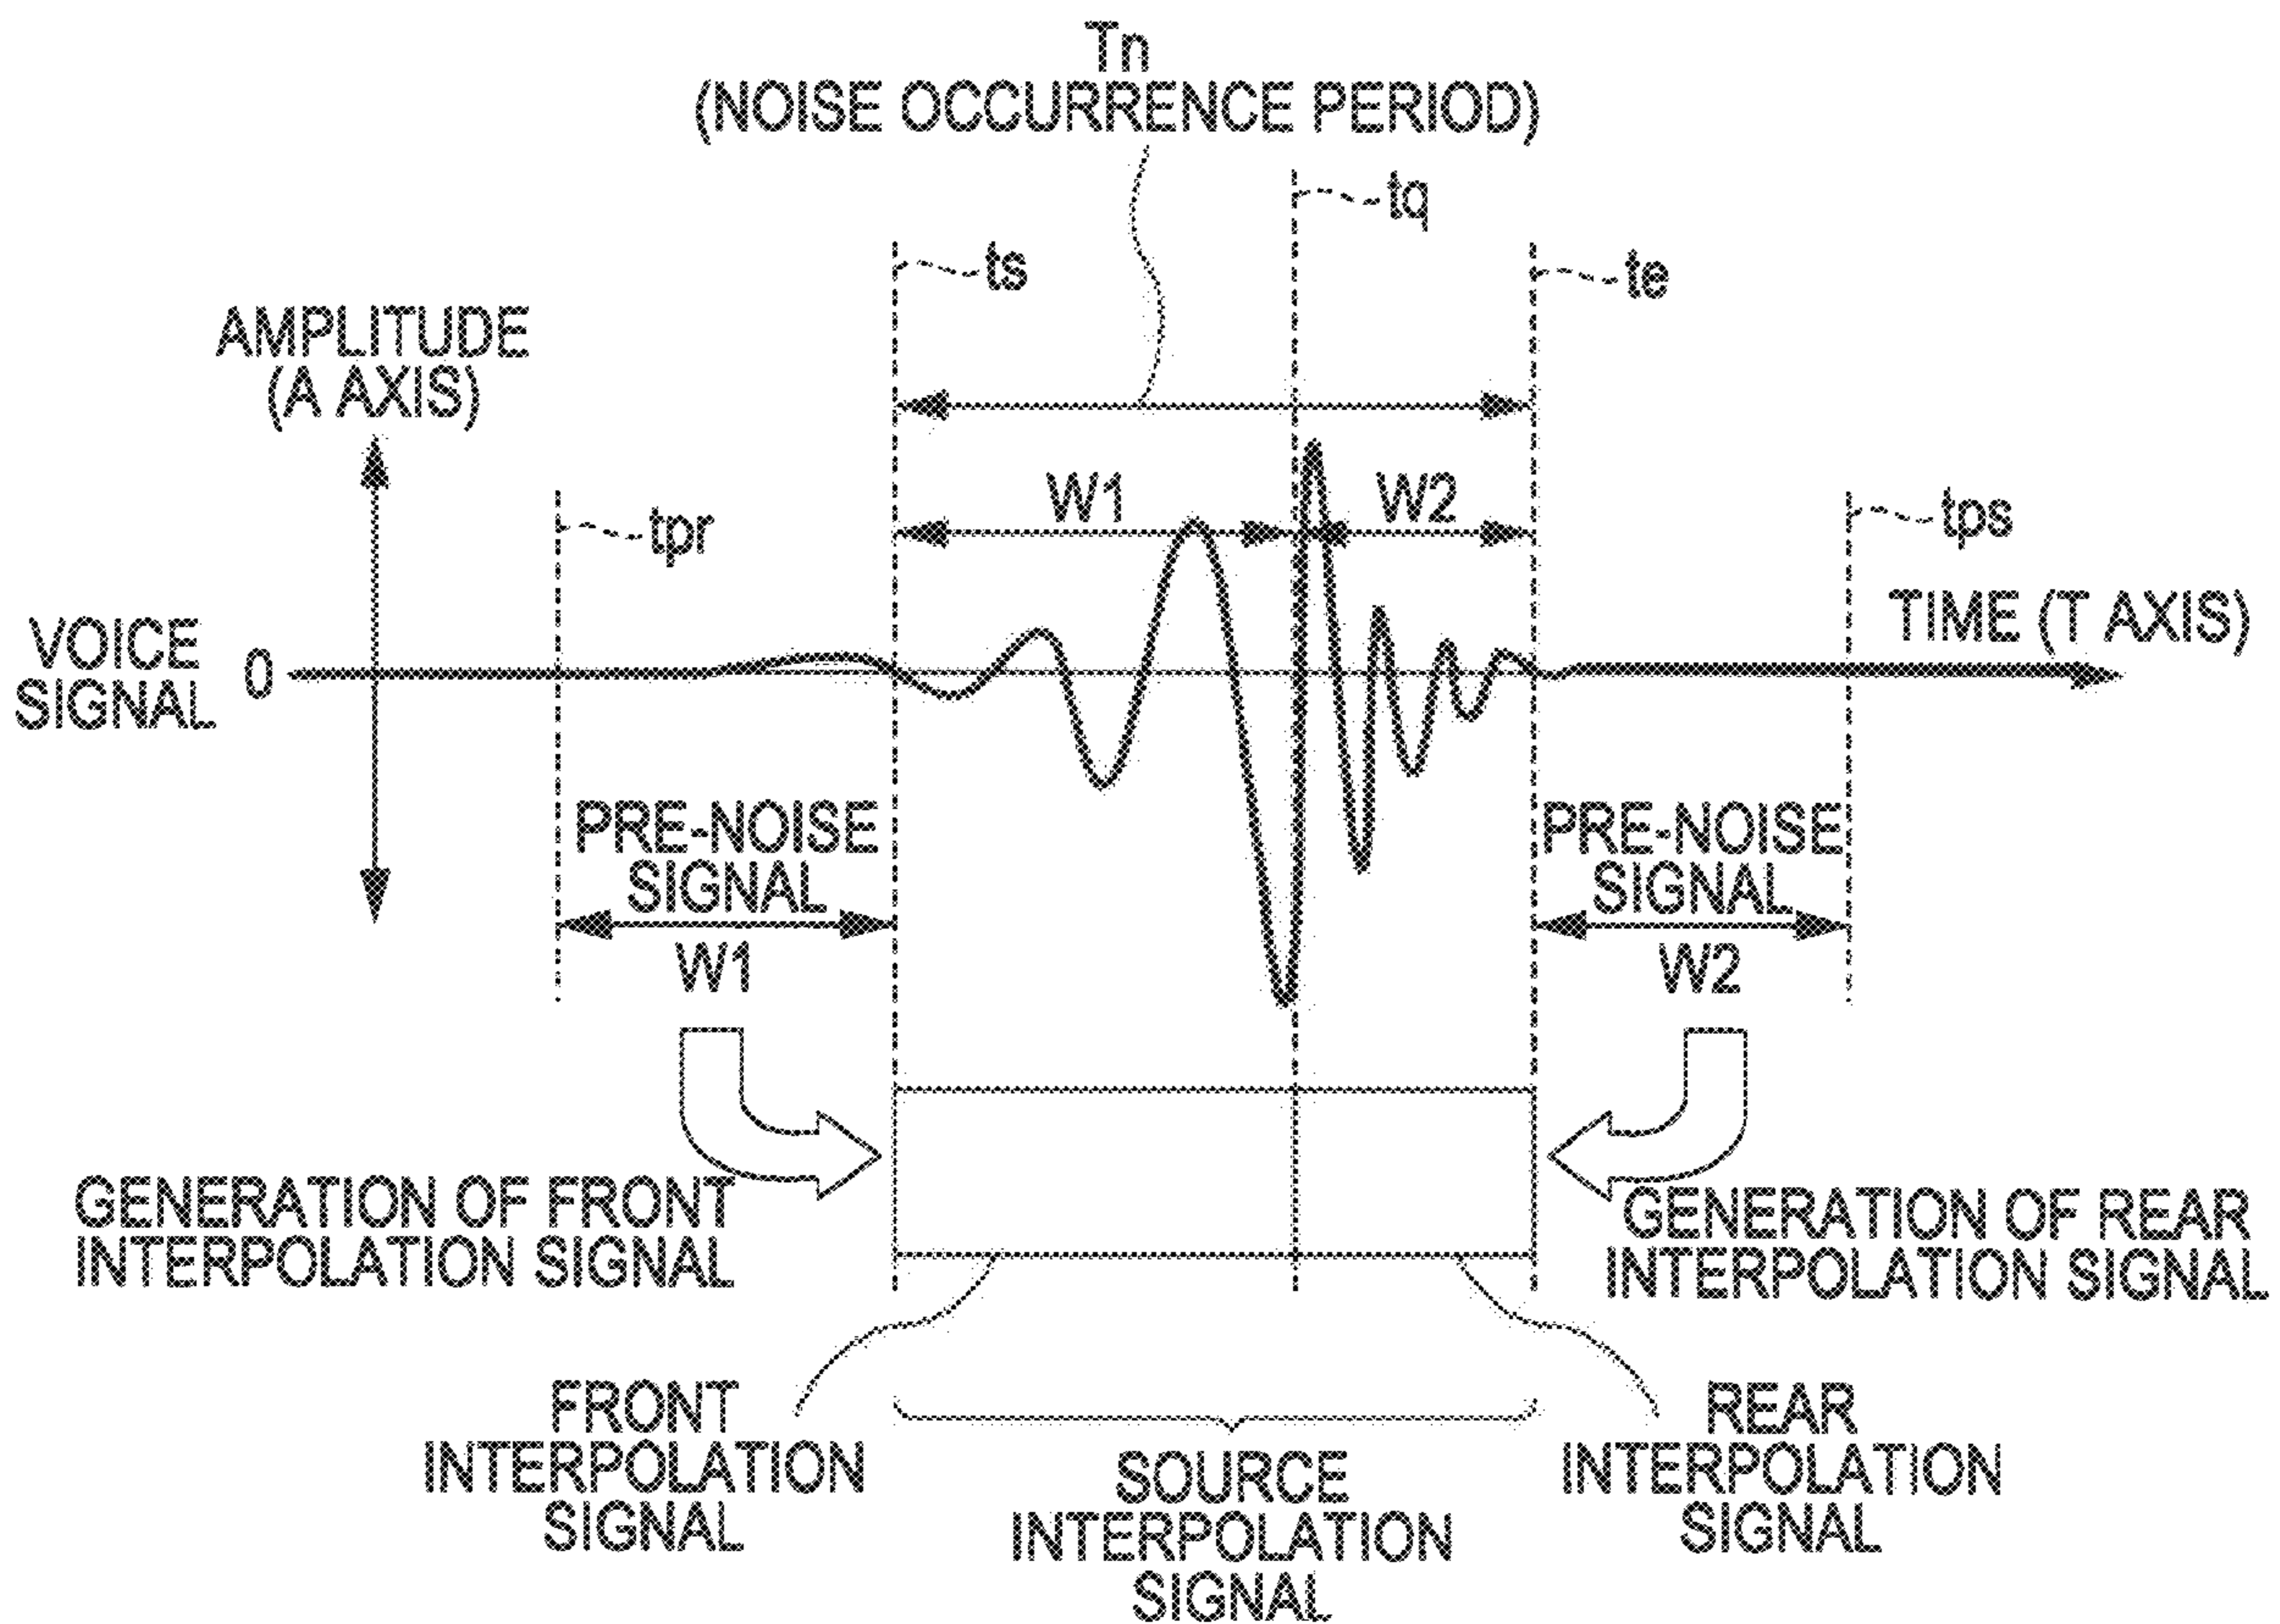 Tn
(NOISE OCCURRENCE PERIOD)
tq
ts
te
AMPLITUDE
(A AXIS)
W1
W2
tpr
tps
TIME (T AXIS)
VOICE
SIGNAL
0
PRE-NOISE
SIGNAL
W1
PRE-NOISE
SIGNAL
W2
GENERATION OF FRONT
INTERPOLATION SIGNAL
GENERATION OF REAR
INTERPOLATION SIGNAL
FRONT
INTERPOLATION
SIGNAL
SOURCE
INTERPOLATION
SIGNAL
REAR
INTERPOLATION
SIGNAL